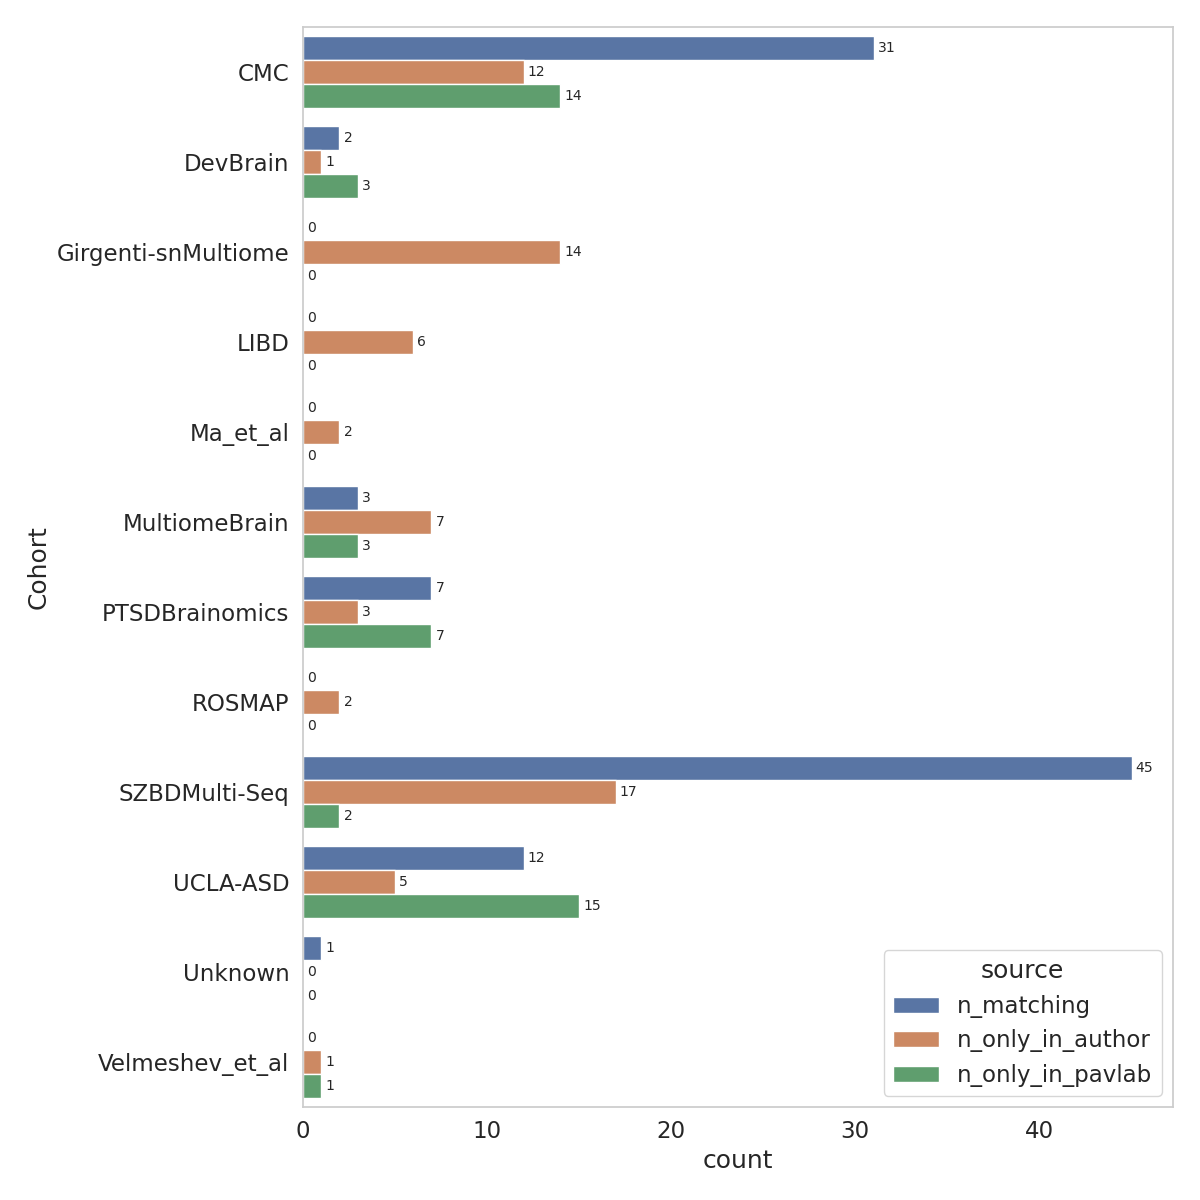 CMC
31
12
14
DevBrain
2
1
3
Girgenti-snMultiome
0
14
0
LIBD
0
6
0
Ma_et_al
0
2
0
MultiomeBrain
3
7
3
PTSDBrainomics
7
3
7
ROSMAP
0
2
0
SZBDMulti-Seq
45
17
2
UCLA-ASD
12
5
15
Unknown
1
0
0
Velmeshev_et_al
0
1
1
Cohort
0 10 20 30 40
count
source
n_matching
n_only_in_author
n_only_in_pavlab